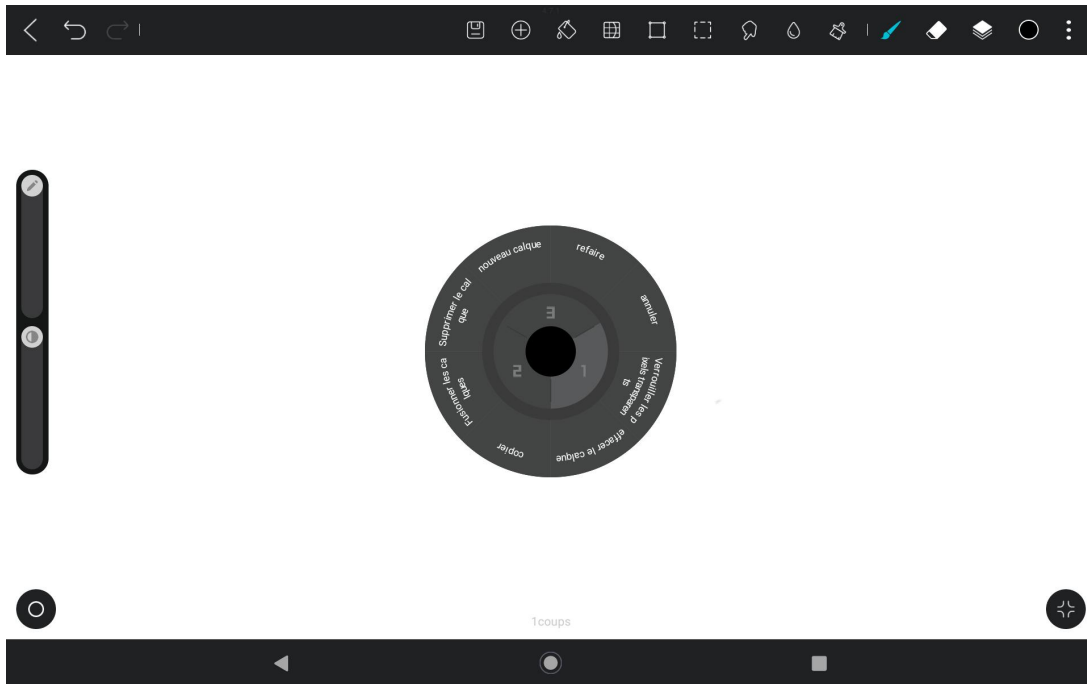 nouveau calque
refaire
annuler
Verrouiller les p
ixels transparen
ts
effacer le calque
copier
Fusionner les ca
lques
Supprimer le cal
que
3
2
1
1coups